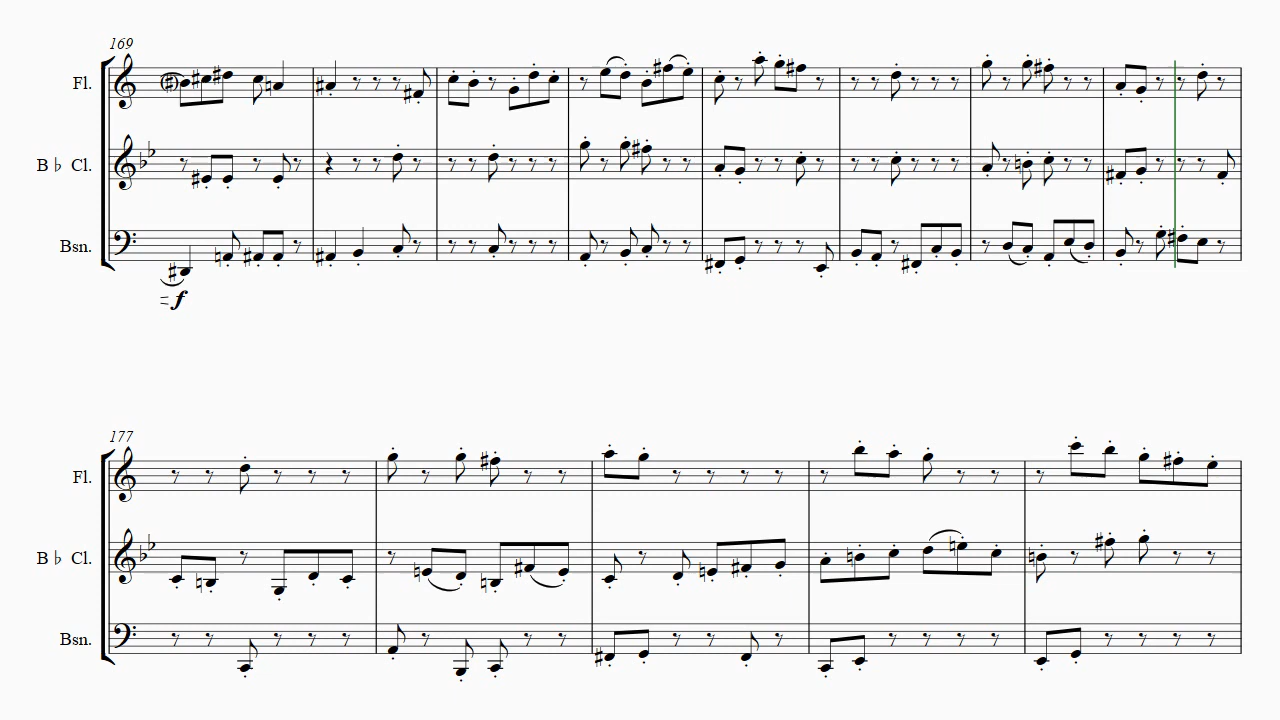 169
Fl.
B♭ Cl.
Bsn.
f
177
Fl.
B♭ Cl.
Bsn.